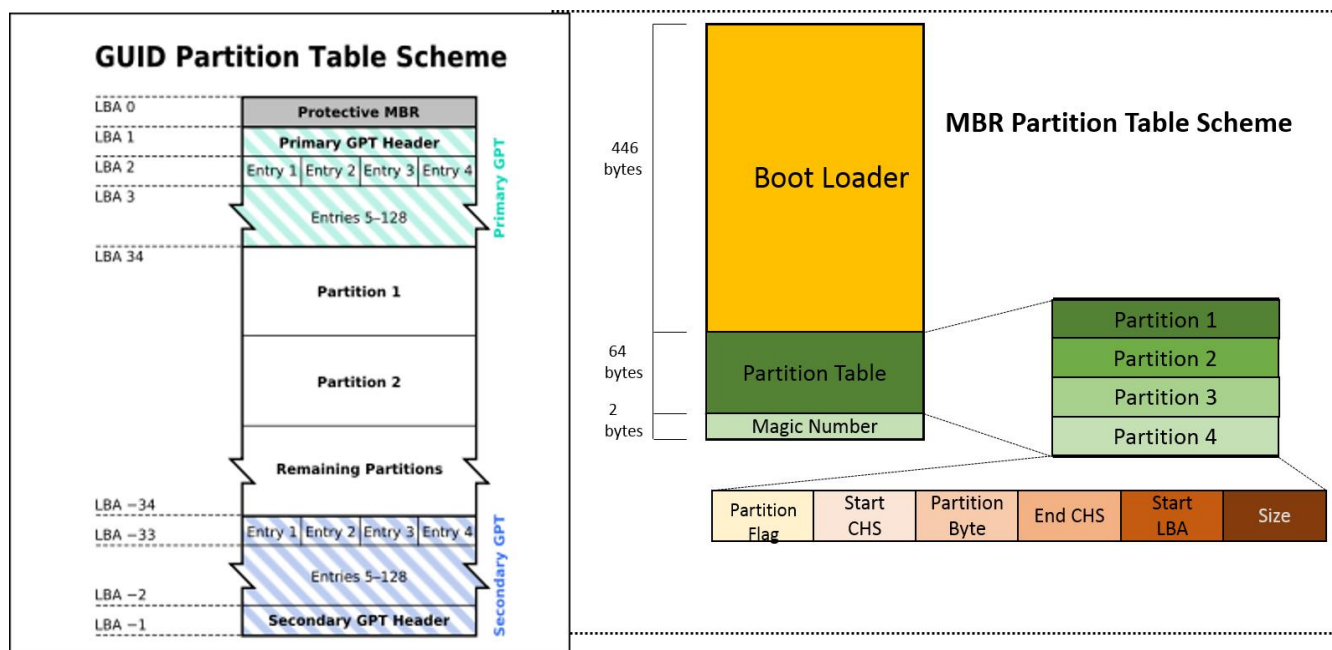 GUID Partition Table Scheme
LBA 0
Protective MBR
LBA 1
Primary GPT Header
LBA 2
Entry 1 Entry 2 Entry 3 Entry 4
LBA 3
Entries 5–128
Primary GPT
LBA 34
Partition 1
Partition 2
Remaining Partitions
LBA −34
LBA −33
Entry 1 Entry 2 Entry 3 Entry 4
Entries 5–128
LBA −2
Secondary GPT Header
LBA −1
Secondary GPT
MBR Partition Table Scheme
446
bytes
Boot Loader
64
bytes
Partition Table
2
bytes
Magic Number
Partition 1
Partition 2
Partition 3
Partition 4
Partition
Flag
Start
CHS
Partition
Byte
End CHS
Start
LBA
Size